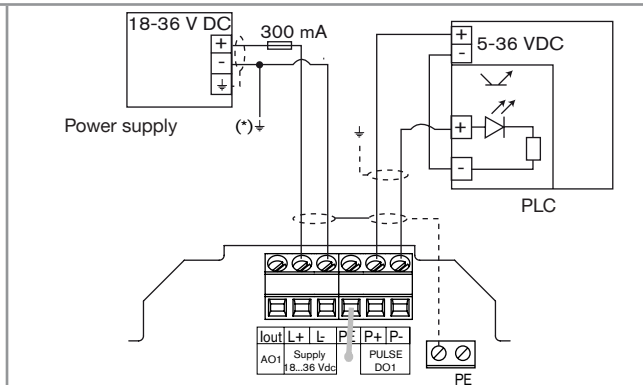 18-36 V DC
300 mA
+
-
Power supply
(*)
+
-
5-36 VDC
+
-
PLC
Iout L+ L- PE P+ P-
AO1 Supply 18...36 Vdc PULSE DO1
PE